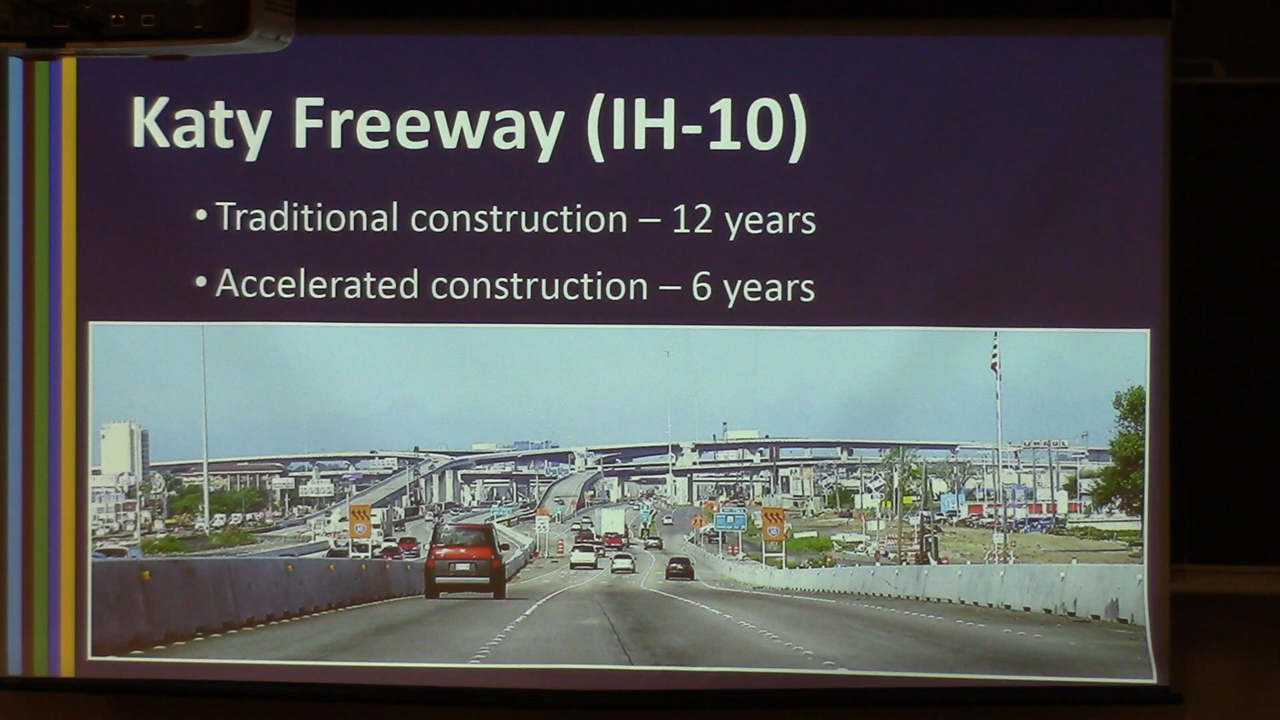 Katy Freeway (IH-10)
• Traditional construction – 12 years
• Accelerated construction – 6 years